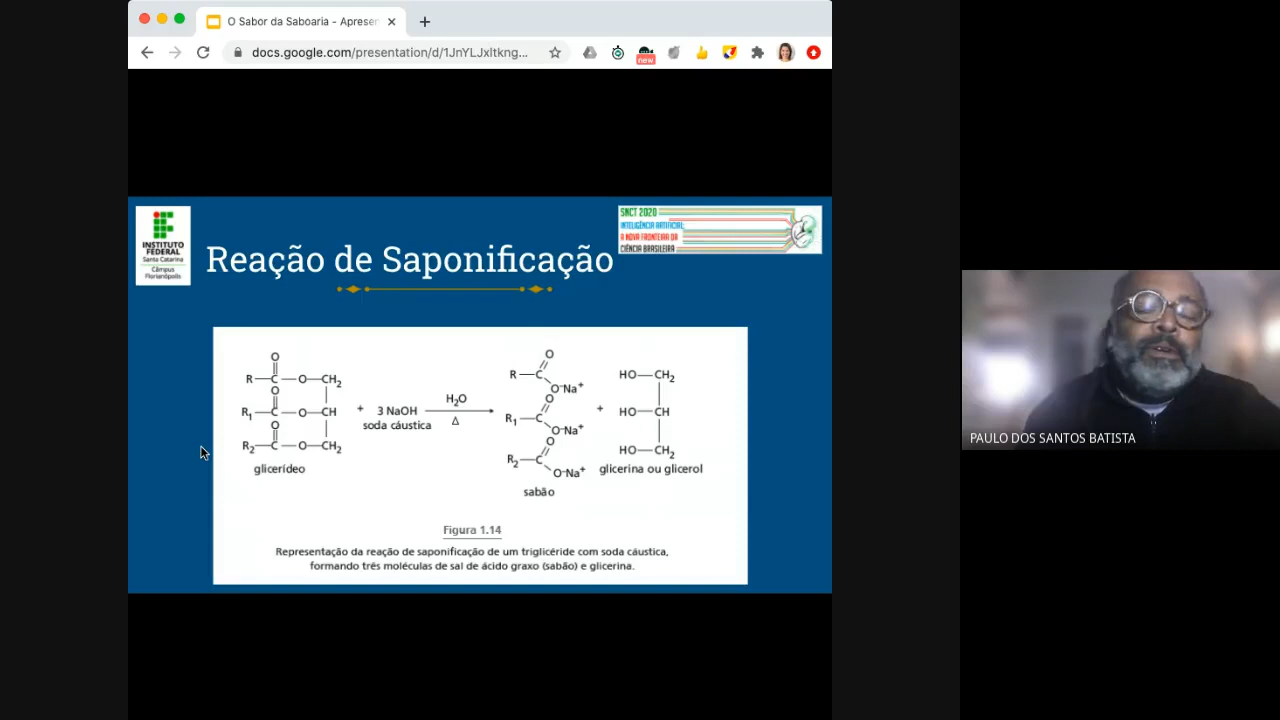 O Sabor da Saboaria - Apresen
docs.google.com/presentation/d/1JnYLJxltkng...
new
INSTITUTO
FEDERAL
Santa Catarina
Câmpus
Florianópolis
SNCT 2020
INTELIGÊNCIA ARTIFICIAL:
A NOVA FRONTEIRA DA
CIÊNCIA BRASILEIRA
Reação de Saponificação
O
R—C—O—CH₂
O
R₁—C—O—CH
O
R₂—C—O—CH₂
glicerídeo
+
3 NaOH
soda cáustica
H₂O
Δ
O
R—C
O⁻Na⁺
O
R₁—C
O⁻Na⁺
O
R₂—C
O⁻Na⁺
sabão
+
HO—CH₂
HO—CH
HO—CH₂
glicerina ou glicerol
Figura 1.14
Representação da reação de saponificação de um triglicéride com soda cáustica,
formando três moléculas de sal de ácido graxo (sabão) e glicerina.
PAULO DOS SANTOS BATISTA